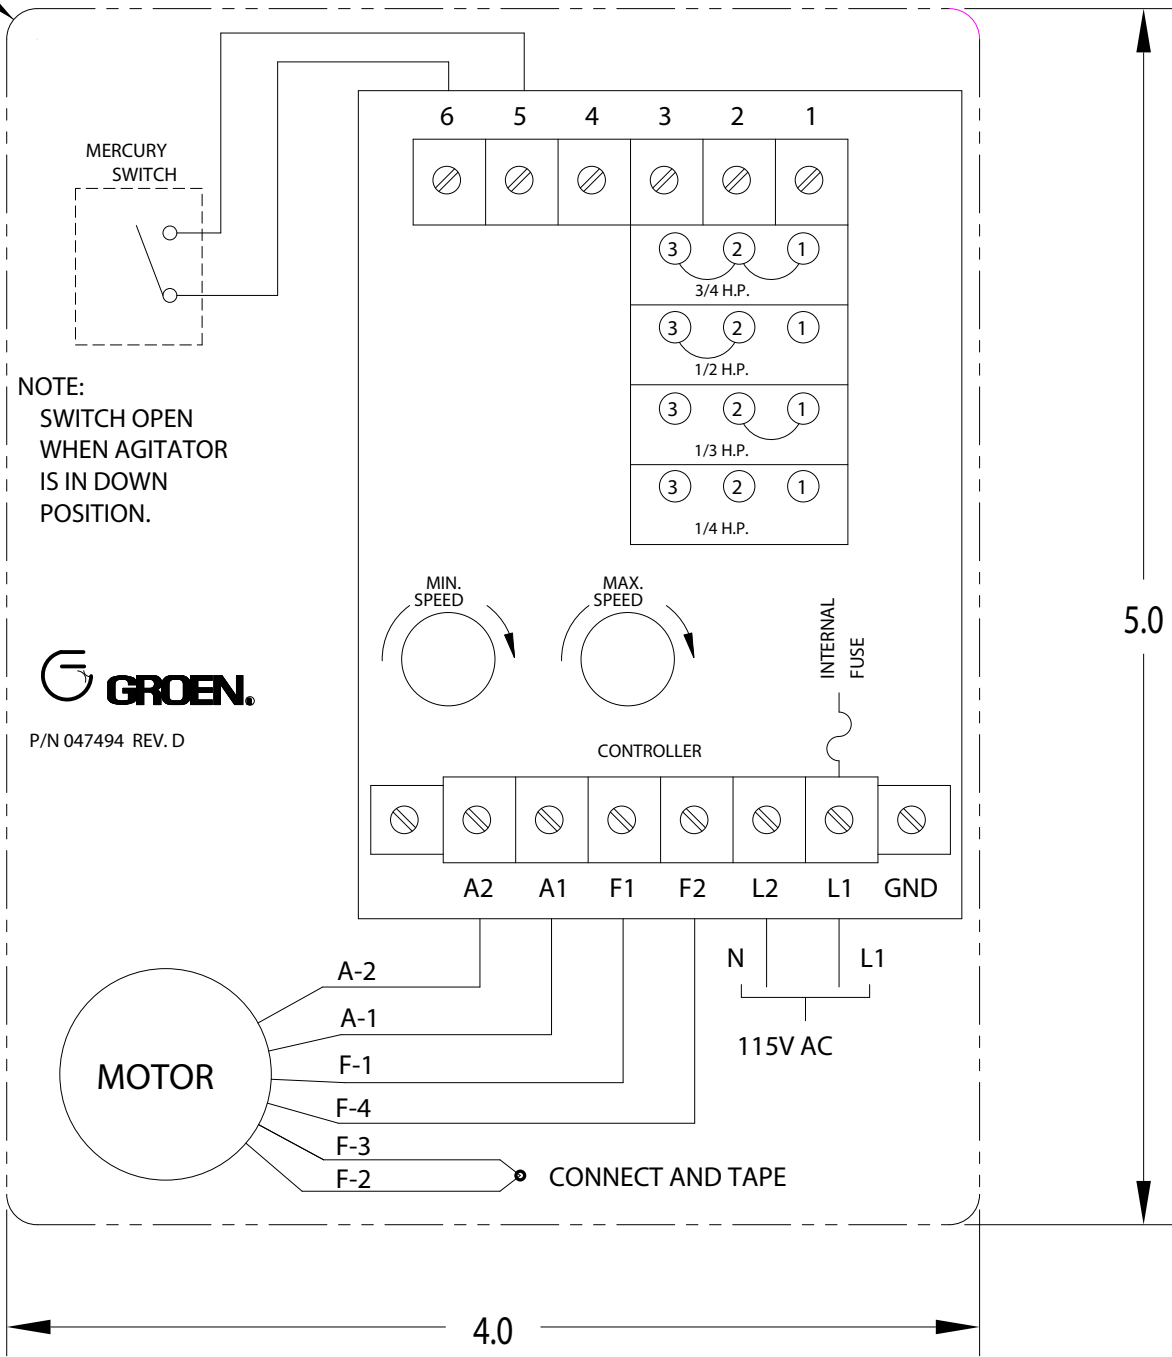 6 5 4 3 2 1
MERCURY
SWITCH
3 2 1
3/4 H.P.
3 2 1
1/2 H.P.
3 2 1
1/3 H.P.
3 2 1
1/4 H.P.
NOTE:
SWITCH OPEN
WHEN AGITATOR
IS IN DOWN
POSITION.
MIN.
SPEED
MAX.
SPEED
INTERNAL
FUSE
5.0
GROEN®
P/N 047494 REV. D
CONTROLLER
A2 A1 F1 F2 L2 L1 GND
N L1
115V AC
MOTOR
A-2
A-1
F-1
F-4
F-3
F-2
CONNECT AND TAPE
4.0